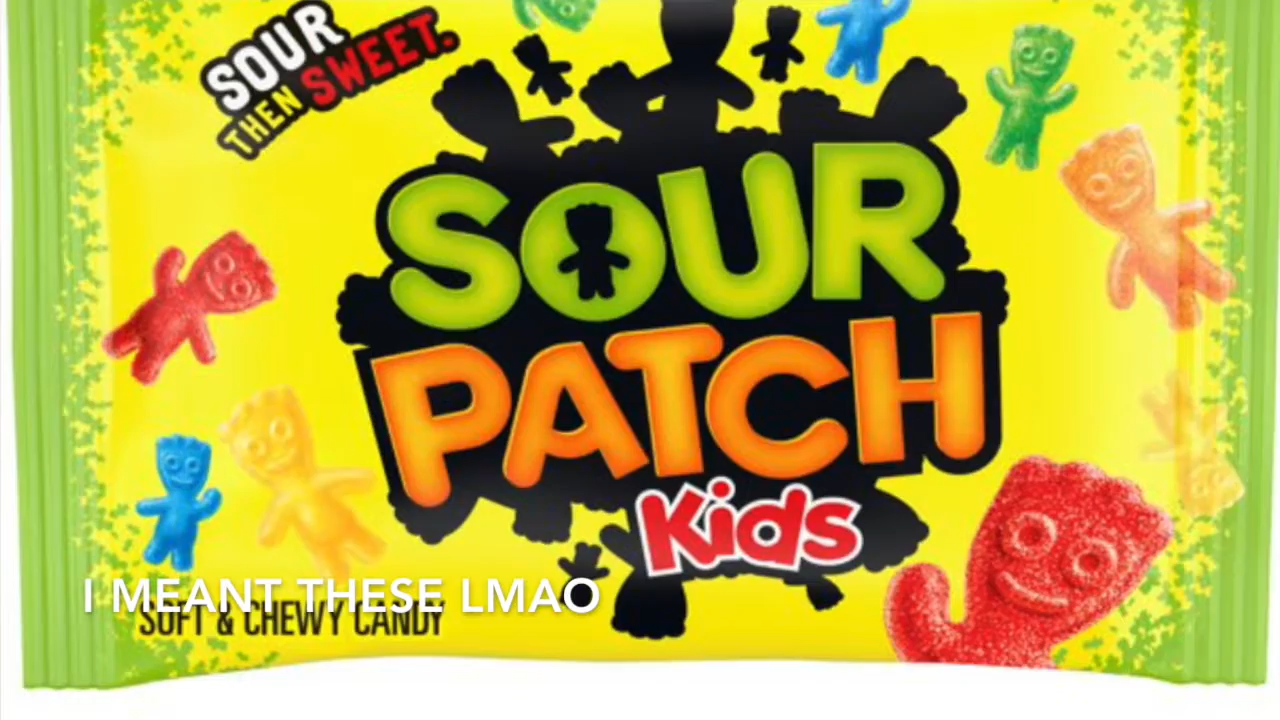 SOUR
THEN SWEET.
SOUR
PATCH
Kids
I MEANT THESE LMAO
SOFT & CHEWY CANDY